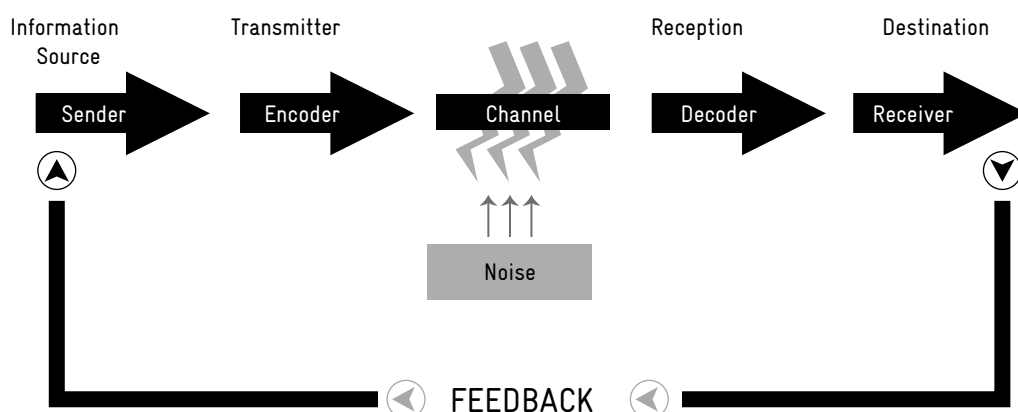 Information
Source
Transmitter
Reception
Destination
Sender
Encoder
Channel
Decoder
Receiver
Noise
FEEDBACK